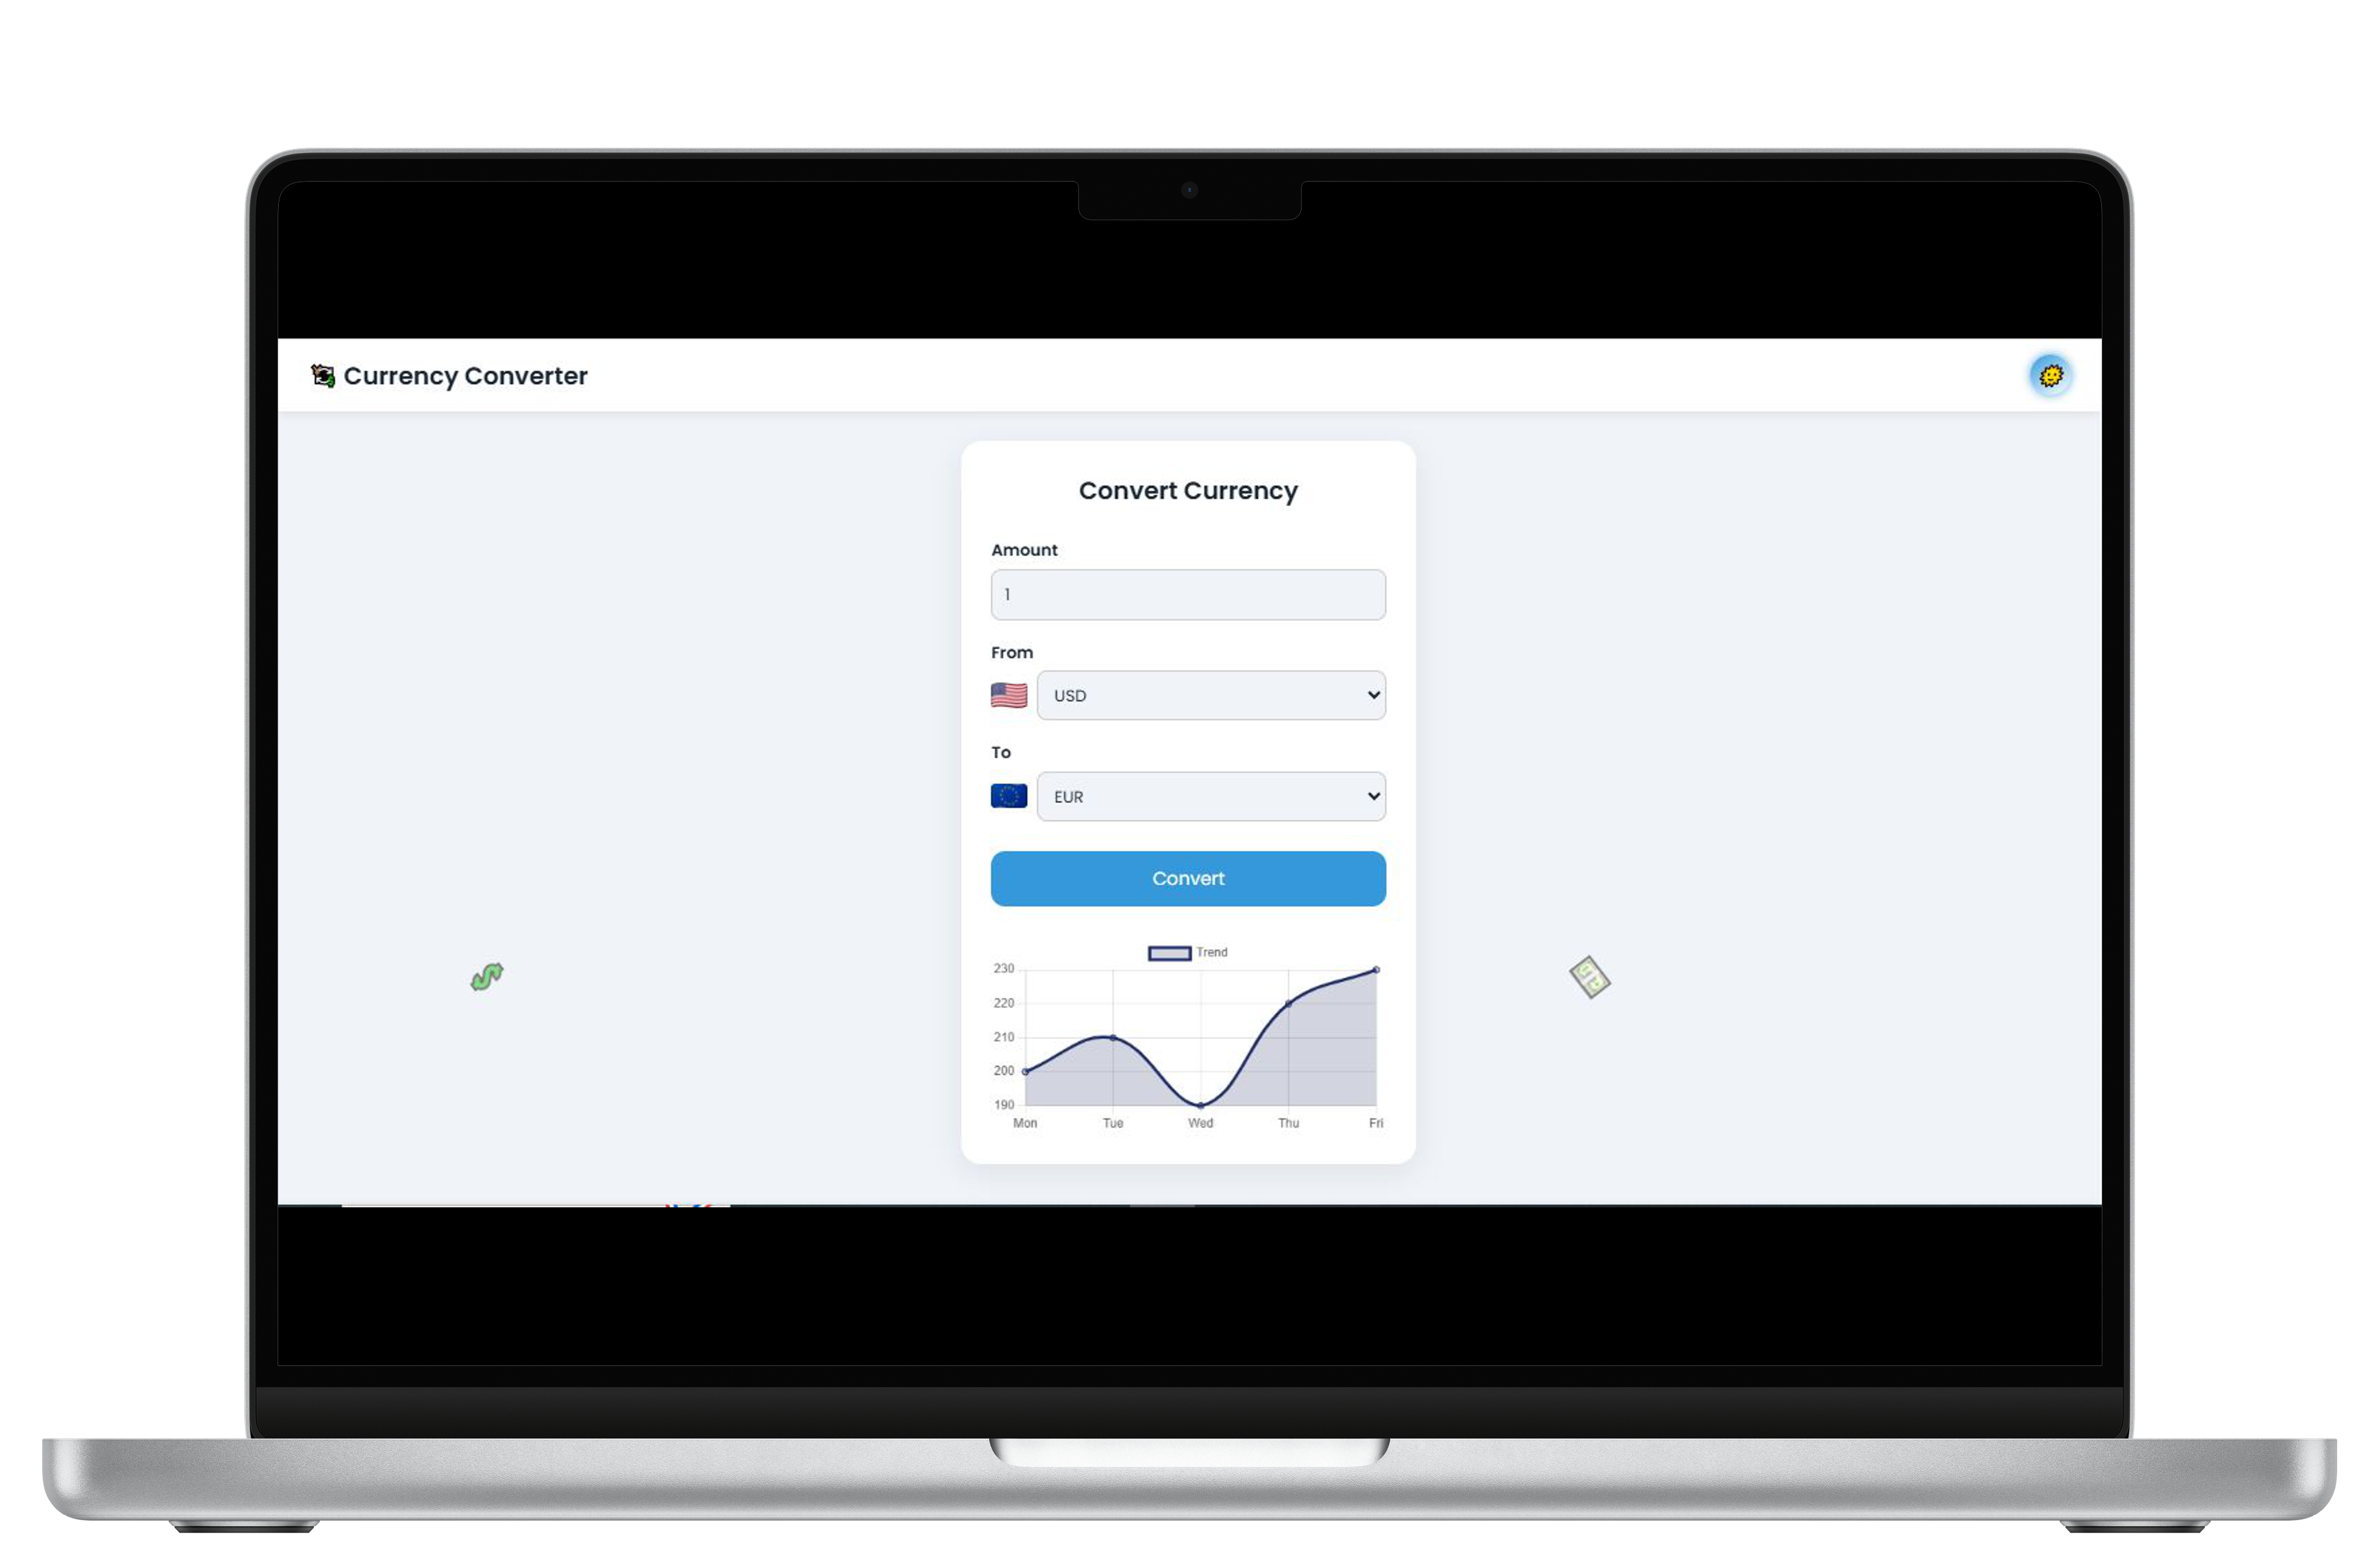 Currency Converter
Convert Currency
Amount
1
From
USD
To
EUR
Convert
Trend
230
220
210
200
190
Mon Tue Wed Thu Fri